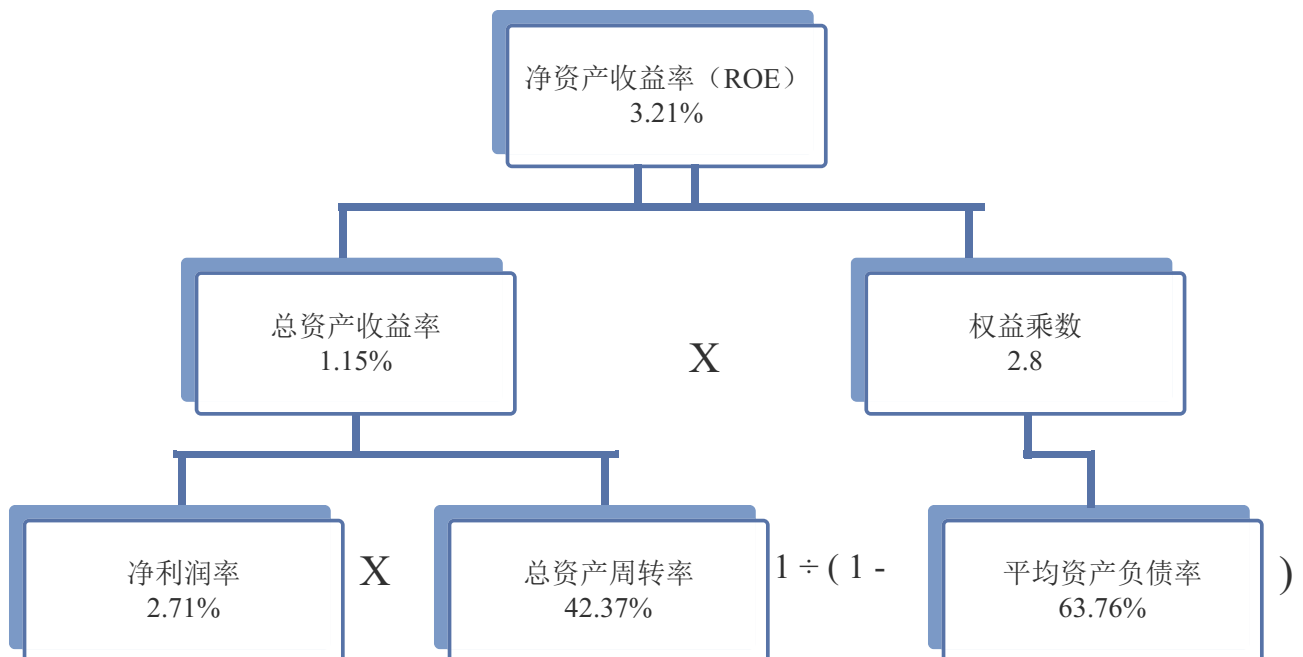 净资产收益率（ROE）
3.21%
总资产收益率
1.15%
X
权益乘数
2.8
净利润率
2.71%
X
总资产周转率
42.37%
1 ÷ ( 1 -
平均资产负债率
63.76%
)